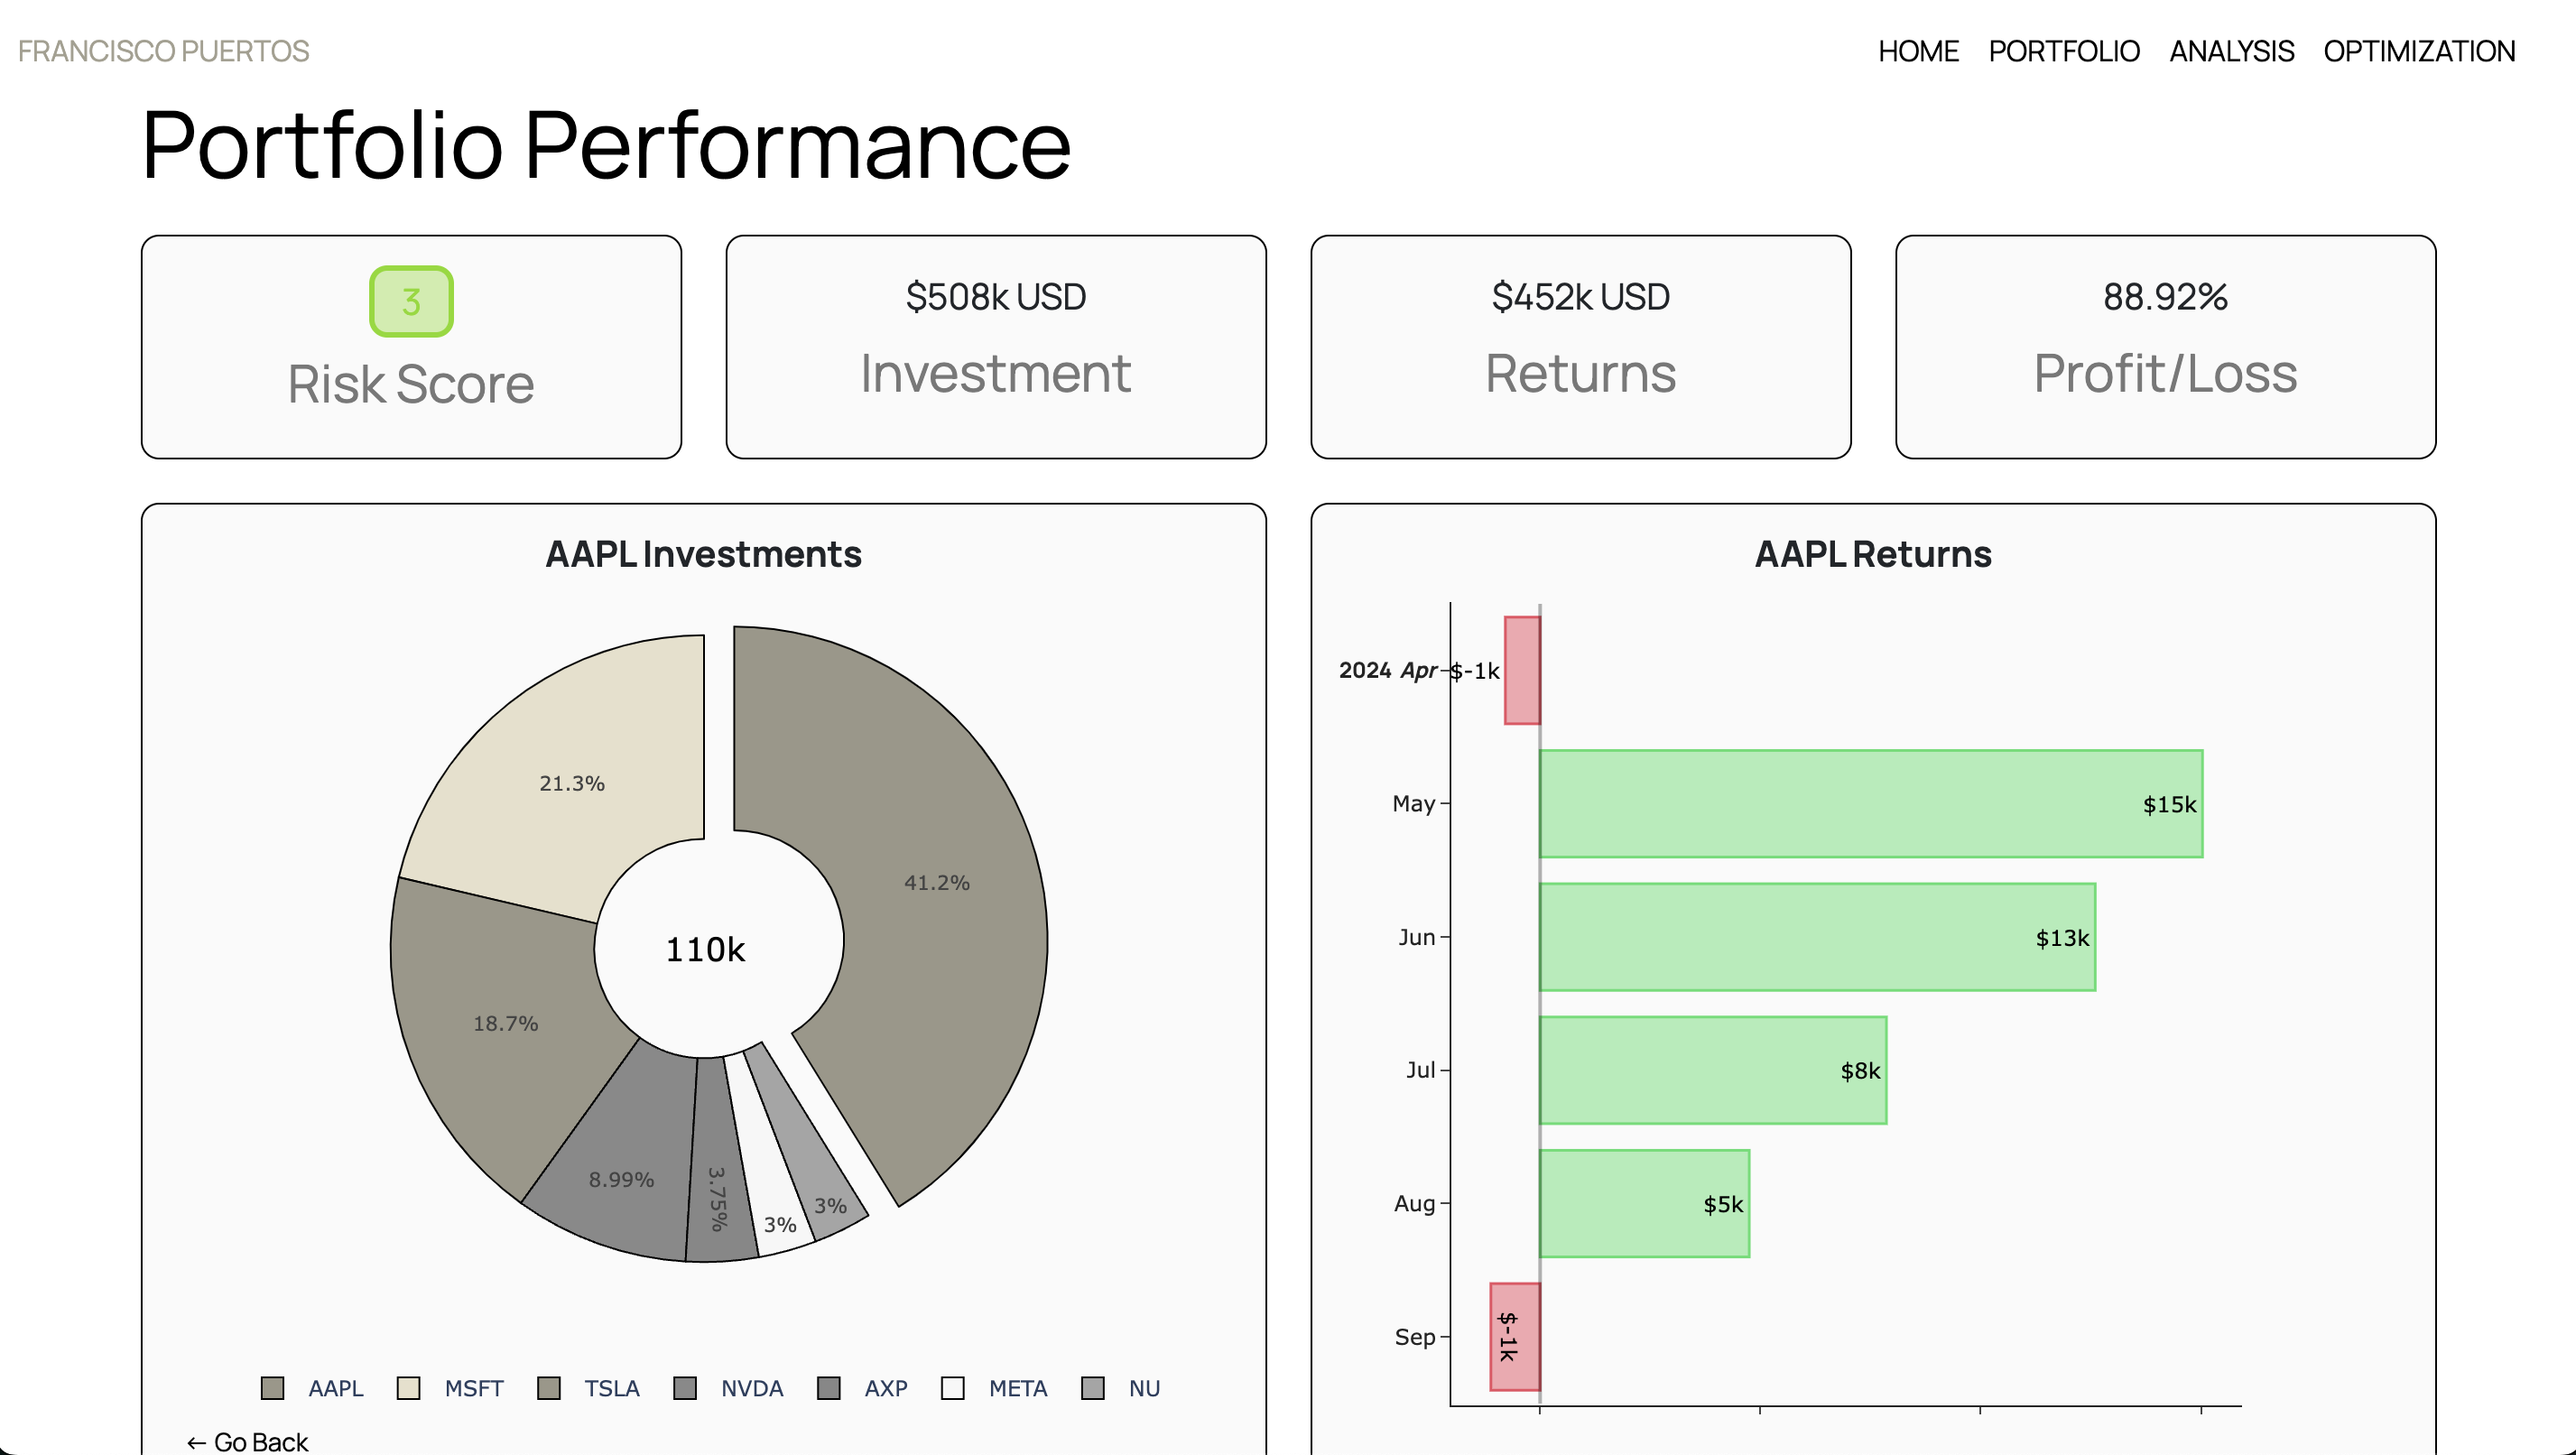 FRANCISCO PUERTOS
HOME PORTFOLIO ANALYSIS OPTIMIZATION
Portfolio Performance
3
Risk Score
$508k USD
Investment
$452k USD
Returns
88.92%
Profit/Loss
AAPL Investments
41.2%
21.3%
18.7%
8.99%
3.75%
3%
3%
110k
AAPL MSFT TSLA NVDA AXP META NU
← Go Back
AAPL Returns
2024 Apr $-1k
May $15k
Jun $13k
Jul $8k
Aug $5k
Sep $-1k